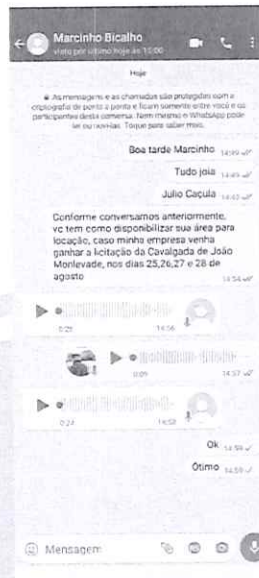 Marcinho Bicalho
visto por último hoje às 15:00
Hoje
As mensagens e as chamadas são protegidas com a
criptografia de ponta a ponta e ficam somente entre você e os
participantes desta conversa. Nem mesmo o WhatsApp pode
ler ou ouvi-las. Toque para saber mais.
Boa tarde Marcinho 14:49
Tudo joia 14:49
Julio Caçula 14:49
Conforme conversamos anteriormente,
vc tem como disponibilizar sua área para
locação, caso minha empresa venha
ganhar a licitação da Cavalgada de João
Monlevade, nos dias 25,26,27 e 28 de
agosto 14:54
14:56
0:09 14:57
0:24 14:58
Ok 14:59
Ótimo 14:59
Mensagem